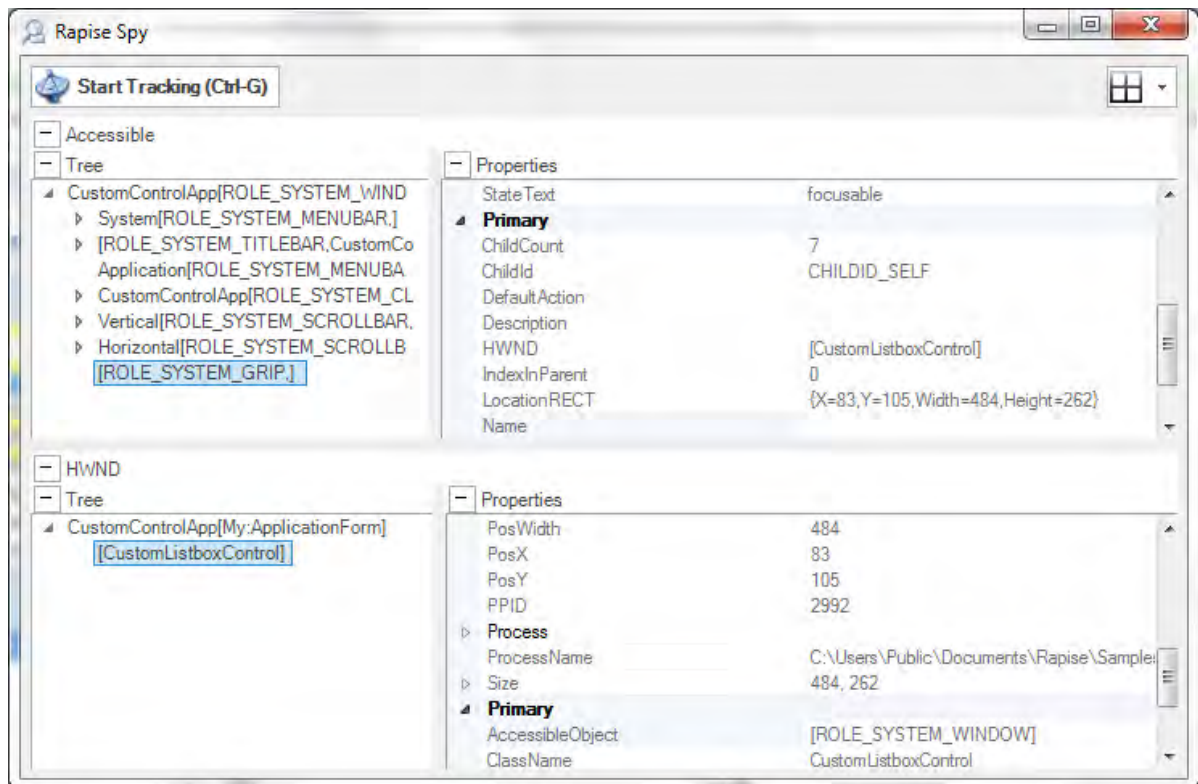 Rapise Spy
Start Tracking (Ctrl-G)
Accessible
Tree
CustomControlApp[ROLE_SYSTEM_WIND
System[ROLE_SYSTEM_MENUBAR,]
[ROLE_SYSTEM_TITLEBAR,CustomCo
Application[ROLE_SYSTEM_MENUBA
CustomControlApp[ROLE_SYSTEM_CL
Vertical[ROLE_SYSTEM_SCROLLBAR,
Horizontal[ROLE_SYSTEM_SCROLLB
[ROLE_SYSTEM_GRIP,]
Properties
StateText focusable
Primary
ChildCount 7
ChildId CHILDID_SELF
DefaultAction
Description
HWND [CustomListboxControl]
IndexInParent 0
LocationRECT {X=83,Y=105,Width=484,Height=262}
Name
HWND
Tree
CustomControlApp[My:ApplicationForm]
[CustomListboxControl]
Properties
PosWidth 484
PosX 83
PosY 105
PPID 2992
Process
ProcessName C:\Users\Public\Documents\Rapise\Samples
Size 484, 262
Primary
AccessibleObject [ROLE_SYSTEM_WINDOW]
ClassName CustomListboxControl